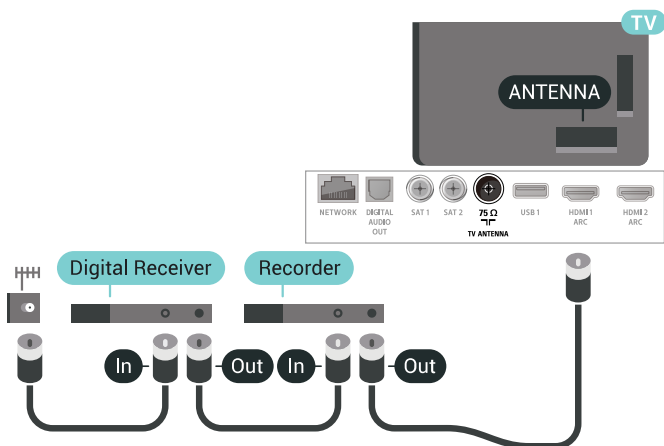 TV
ANTENNA
NETWORK
DIGITAL
AUDIO
OUT
SAT 1
SAT 2
75 Ω
TV ANTENNA
USB 1
HDMI 1
ARC
HDMI 2
ARC
Digital Receiver
Recorder
In
Out
In
Out